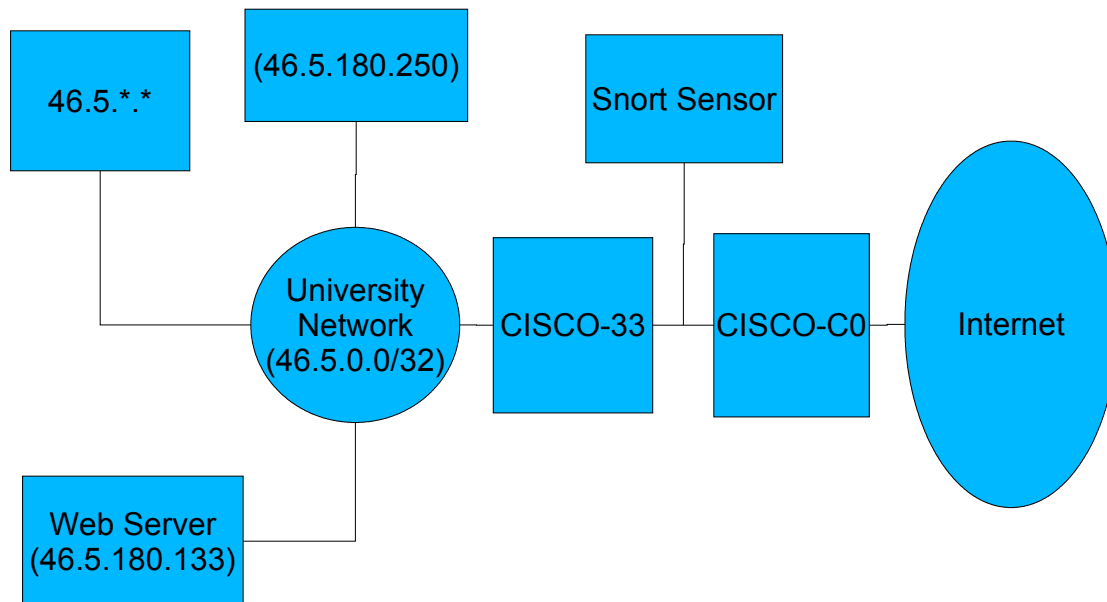 46.5.*.*
(46.5.180.250)
Snort Sensor
University
Network
(46.5.0.0/32)
CISCO-33
CISCO-C0
Internet
Web Server
(46.5.180.133)